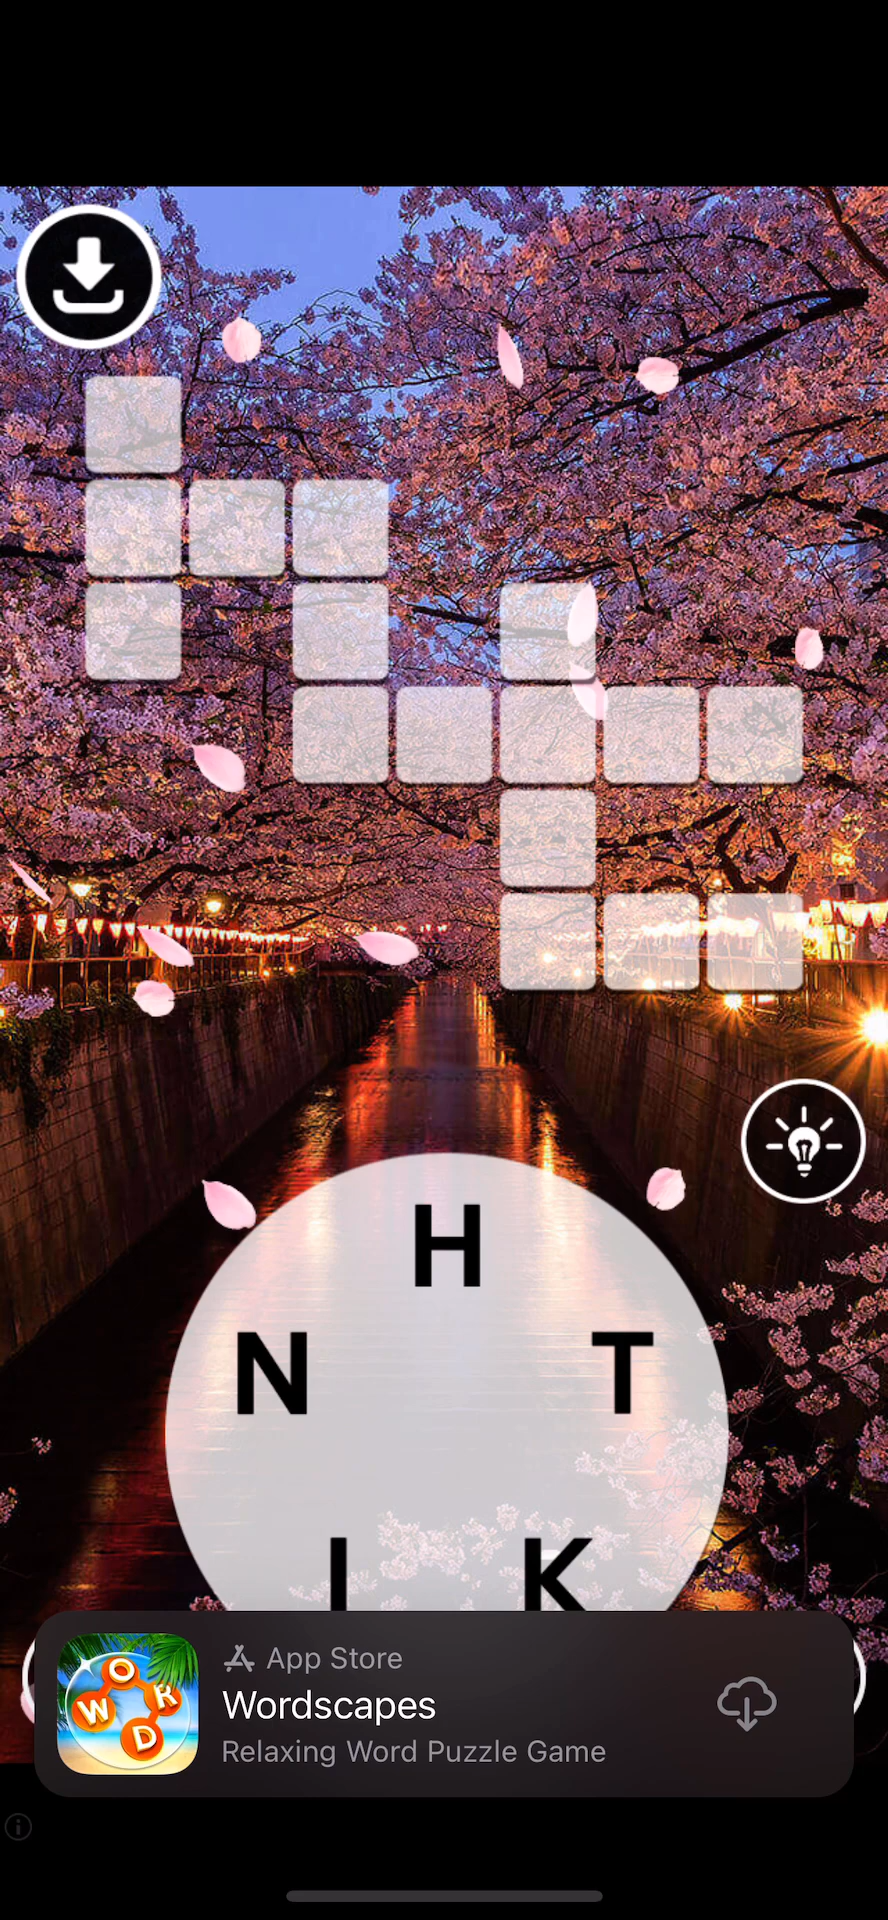 H
N T
I K
W O R D
App Store
Wordscapes
Relaxing Word Puzzle Game